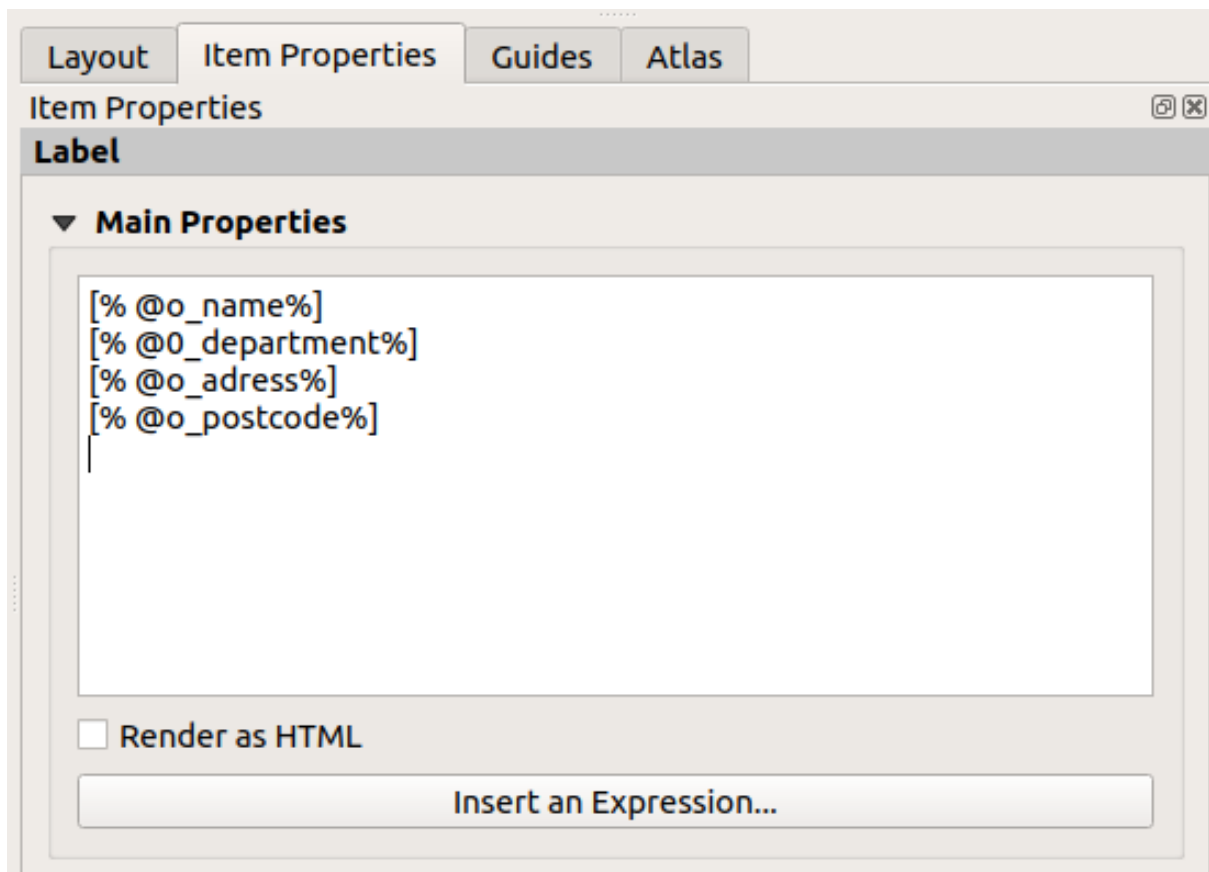 Layout Item Properties Guides Atlas
Item Properties
Label
Main Properties
[% @o_name%]
[% @0_department%]
[% @o_adress%]
[% @o_postcode%]
Render as HTML
Insert an Expression...